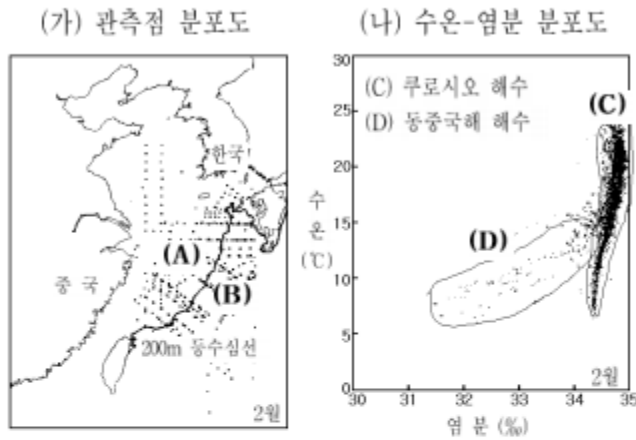 (가) 관측점 분포도
한국
(A)
(B)
중국
200m 등수심선
2월
(나) 수온-염분 분포도
(C) 쿠로시오 해수
(D) 동중국해 해수
(C)
(D)
수온(℃)
30
25
20
15
10
5
0
2월
30 31 32 33 34 35
염 분 (‰)